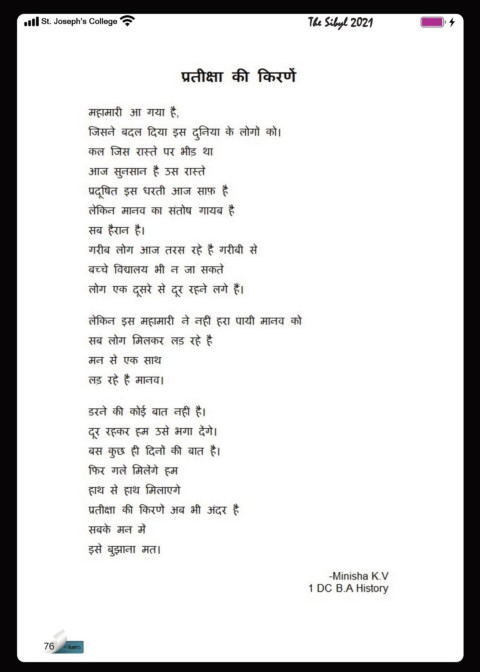 St. Joseph's College
The Sibyl 2021
प्रतीक्षा की किरणें
महामारी आ गया है,
जिसने बदल दिया इस दुनिया के लोगों को।
कल जिस रास्ते पर भीड था
आज सुनसान है उस रास्ते
प्रदूषित इस धरती आज साफ़ है
लेकिन मानव का संतोष गायब है
सब हैरान है।
गरीब लोग आज तरस रहे है गरीबी से
बच्चे विद्यालय भी न जा सकते
लोग एक दूसरे से दूर रहने लगे हैं।
लेकिन इस महामारी ने नहीं हरा पायी मानव को
सब लोग मिलकर लड रहे है
मन से एक साथ
लड रहे है मानव।
डरने की कोई बात नहीं है।
दूर रहकर हम उसे भगा देंगे।
बस कुछ ही दिनों की बात है।
फिर गले मिलेंगे हम
हाथ से हाथ मिलाएगे
प्रतीक्षा की किरणे अब भी अंदर है
सबके मन में
इसे बुझाना मत।
-Minisha K.V
1 DC B.A History
76